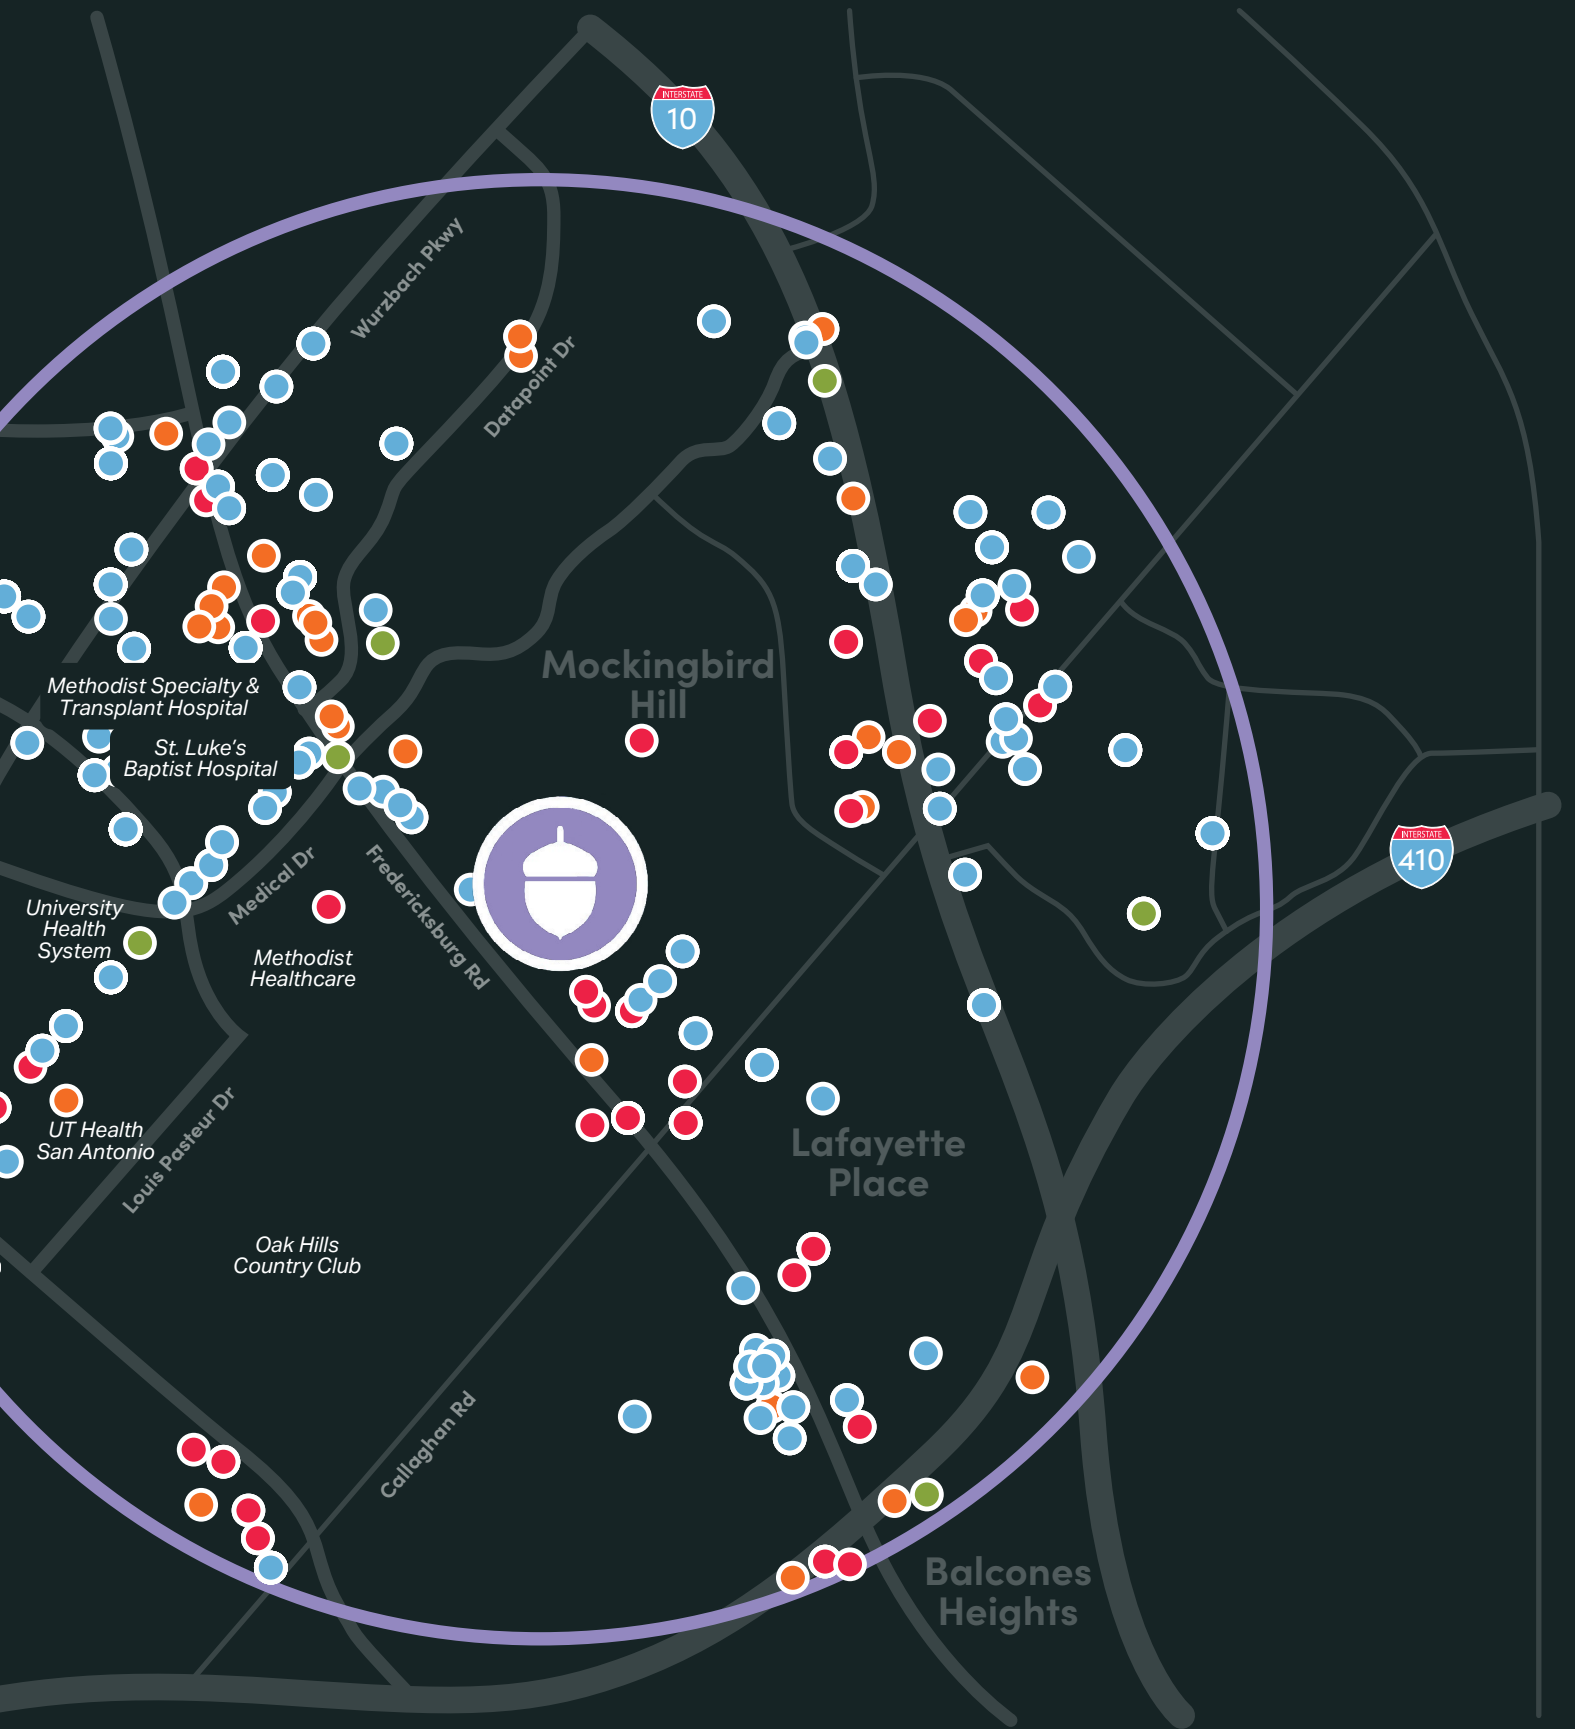 INTERSTATE
10
Wurzbach Pkwy
Datapoint Dr
Mockingbird
Hill
Methodist Specialty &
Transplant Hospital
St. Luke's
Baptist Hospital
INTERSTATE
410
Medical Dr
Fredericksburg Rd
University
Health
System
Methodist
Healthcare
UT Health
San Antonio
Louis Pasteur Dr
Lafayette
Place
Oak Hills
Country Club
Callaghan Rd
Balcones
Heights